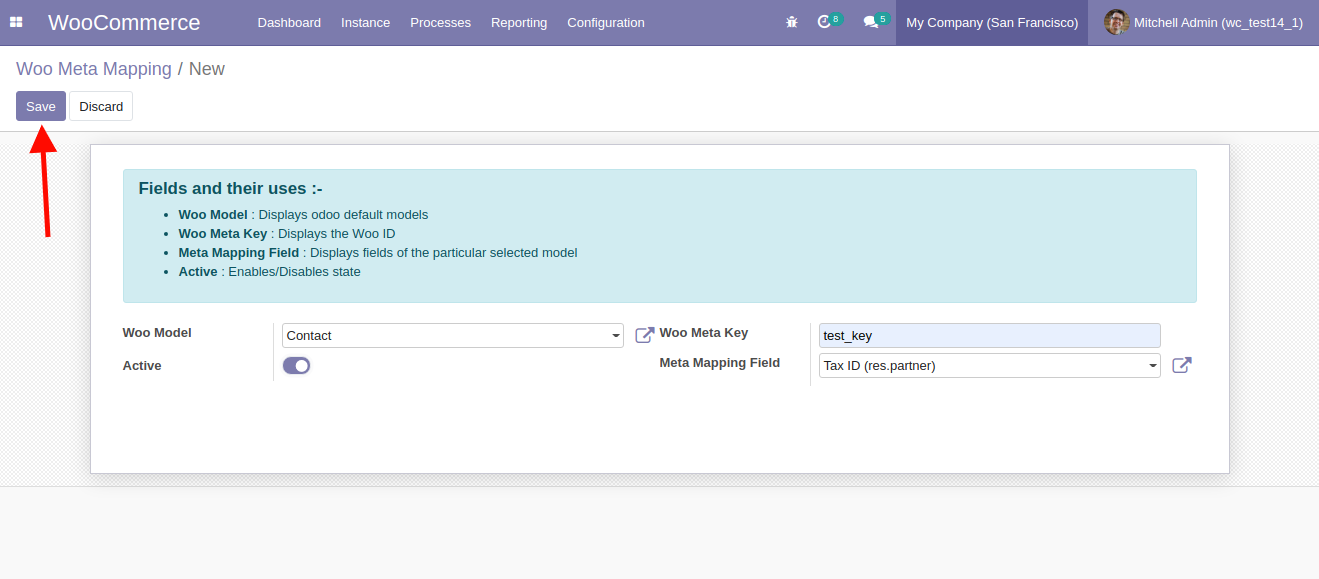 WooCommerce Dashboard Instance Processes Reporting Configuration 8 5 My Company (San Francisco) Mitchell Admin (wc_test14_1)
Woo Meta Mapping / New
Save Discard
Fields and their uses :-
• Woo Model : Displays odoo default models
• Woo Meta Key : Displays the Woo ID
• Meta Mapping Field : Displays fields of the particular selected model
• Active : Enables/Disables state
Woo Model Contact Woo Meta Key test_key
Active Meta Mapping Field Tax ID (res.partner)